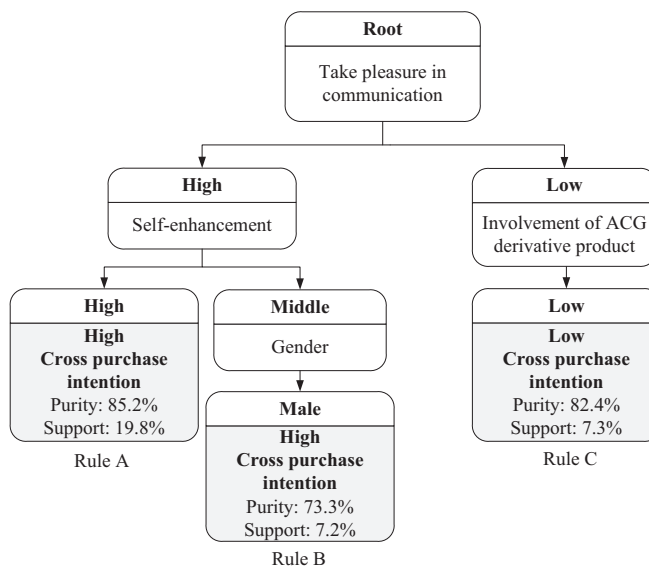 Root
Take pleasure in
communication
High
Self-enhancement
Low
Involvement of ACG
derivative product
High
High
Cross purchase
intention
Purity: 85.2%
Support: 19.8%
Rule A
Middle
Gender
Male
High
Cross purchase
intention
Purity: 73.3%
Support: 7.2%
Rule B
Low
Low
Cross purchase
intention
Purity: 82.4%
Support: 7.3%
Rule C